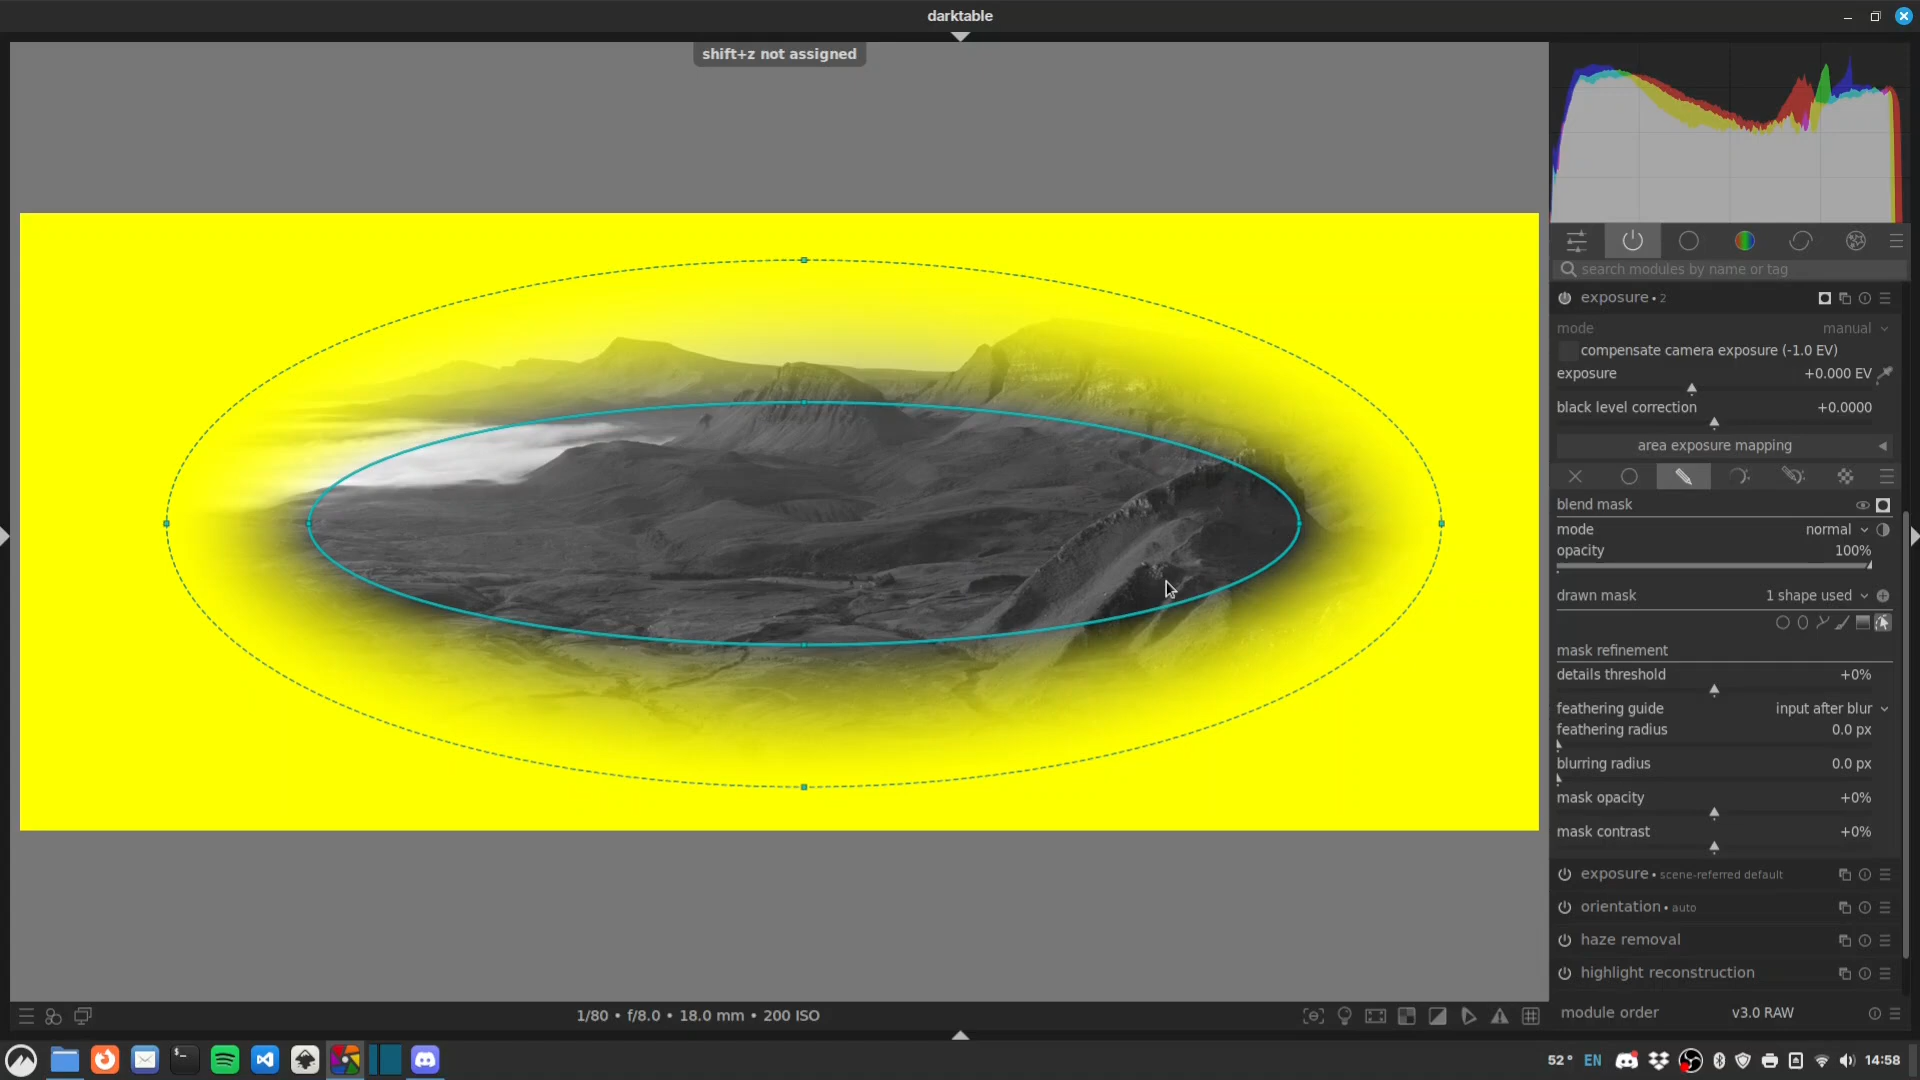 darktable
shift+z not assigned
search modules by name or tag
exposure • 2
mode manual
compensate camera exposure (-1.0 EV)
exposure +0.000 EV
black level correction +0.0000
area exposure mapping
blend mask
mode normal
opacity 100%
drawn mask 1 shape used
mask refinement
details threshold +0%
feathering guide input after blur
feathering radius 0.0 px
blurring radius 0.0 px
mask opacity +0%
mask contrast +0%
exposure • scene-referred default
orientation • auto
haze removal
highlight reconstruction
1/80 • f/8.0 • 18.0 mm • 200 ISO
module order v3.0 RAW
52° EN 14:58